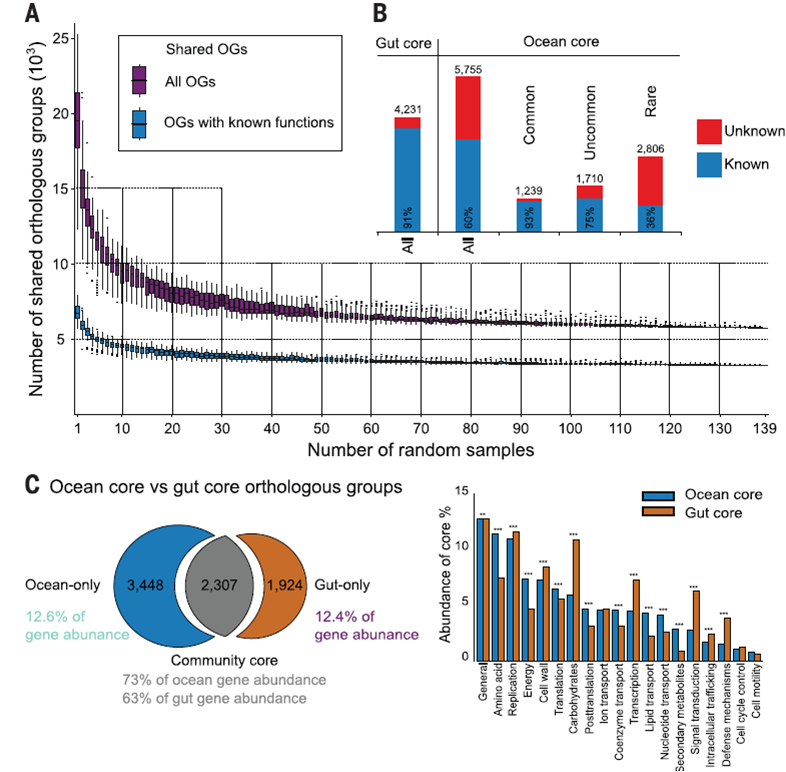 A
B
Number of shared orthologous groups (10³)
25
20
15
10
5
Shared OGs
All OGs
OGs with known functions
1 10 20 30 40 50 60 70 80 90 100 110 120 130 139
Number of random samples
Gut core
Ocean core
4,231
5,755
Common
1,239
Uncommon
1,710
Rare
2,806
91%
60%
93%
75%
36%
All
All
Unknown
Known
C Ocean core vs gut core orthologous groups
Ocean-only
3,448
2,307
1,924
Gut-only
12.6% of
gene abunance
12.4% of
gene abundance
Community core
73% of ocean gene abundance
63% of gut gene abundance
Abundance of core %
15
10
5
0
Ocean core
Gut core
** *** *** *** *** *** *** *** *** *** *** *** *** *** *** ***
General
Amino acid
Replication
Energy
Cell wall
Translation
Carbohydrates
Posttranslation
Ion transport
Coenzyme transport
Transcription
Lipid transport
Nucleotide transport
Secondary metabolites
Signal transduction
Intracellular trafficking
Defense mechanisms
Cell cycle control
Cell motility